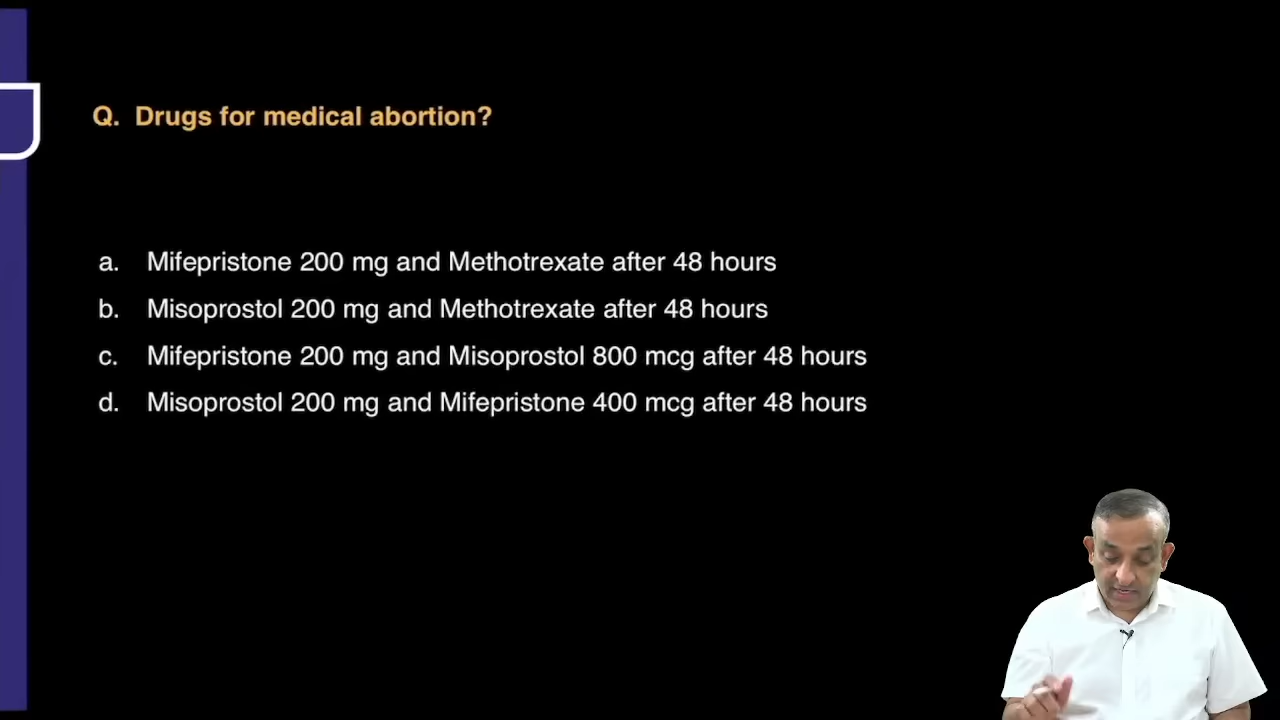 Q. Drugs for medical abortion?
a. Mifepristone 200 mg and Methotrexate after 48 hours
b. Misoprostol 200 mg and Methotrexate after 48 hours
c. Mifepristone 200 mg and Misoprostol 800 mcg after 48 hours
d. Misoprostol 200 mg and Mifepristone 400 mcg after 48 hours